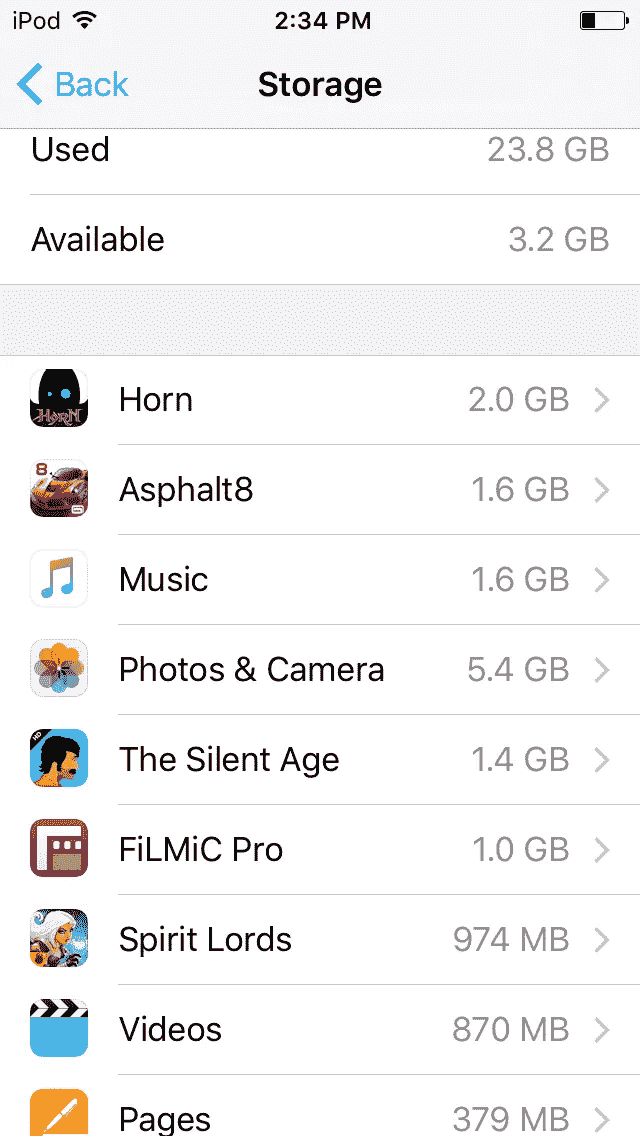 iPod 2:34 PM
Back Storage
Used 23.8 GB
Available 3.2 GB
HORN Horn 2.0 GB
8. Asphalt8 1.6 GB
Music 1.6 GB
Photos & Camera 5.4 GB
HD The Silent Age 1.4 GB
FiLMiC Pro 1.0 GB
Spirit Lords 974 MB
Videos 870 MB
Pages 379 MB